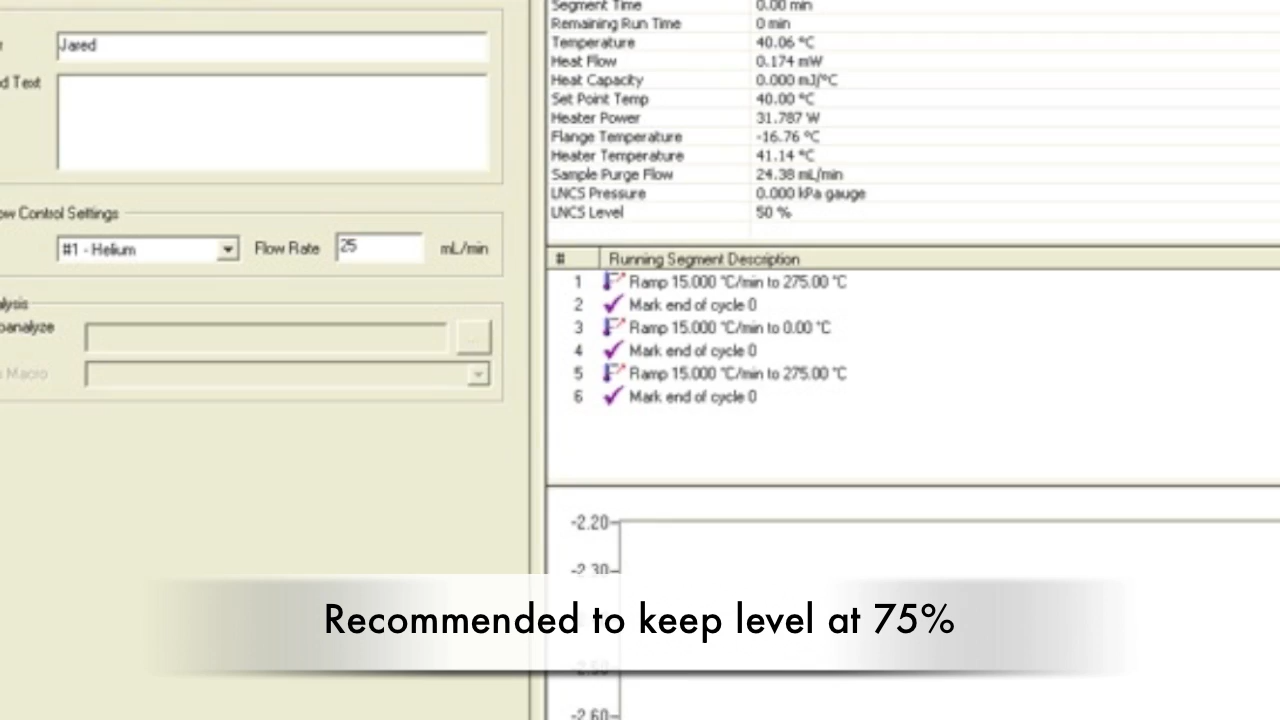 r
Jared
d Text
ow Control Settings
#1 - Helium
Flow Rate
25
mL/min
lysis
oanalyze
...
Macro
Segment Time 0.00 min
Remaining Run Time 0 min
Temperature 40.06 °C
Heat Flow 0.174 mW
Heat Capacity 0.000 mJ/°C
Set Point Temp 40.00 °C
Heater Power 31.787 W
Flange Temperature -16.76 °C
Heater Temperature 41.14 °C
Sample Purge Flow 24.38 mL/min
LNCS Pressure 0.000 kPa gauge
LNCS Level 50 %
# Running Segment Description
1 Ramp 15.000 °C/min to 275.00 °C
2 Mark end of cycle 0
3 Ramp 15.000 °C/min to 0.00 °C
4 Mark end of cycle 0
5 Ramp 15.000 °C/min to 275.00 °C
6 Mark end of cycle 0
-2.20
-2.30
Recommended to keep level at 75%
-2.50
-2.60